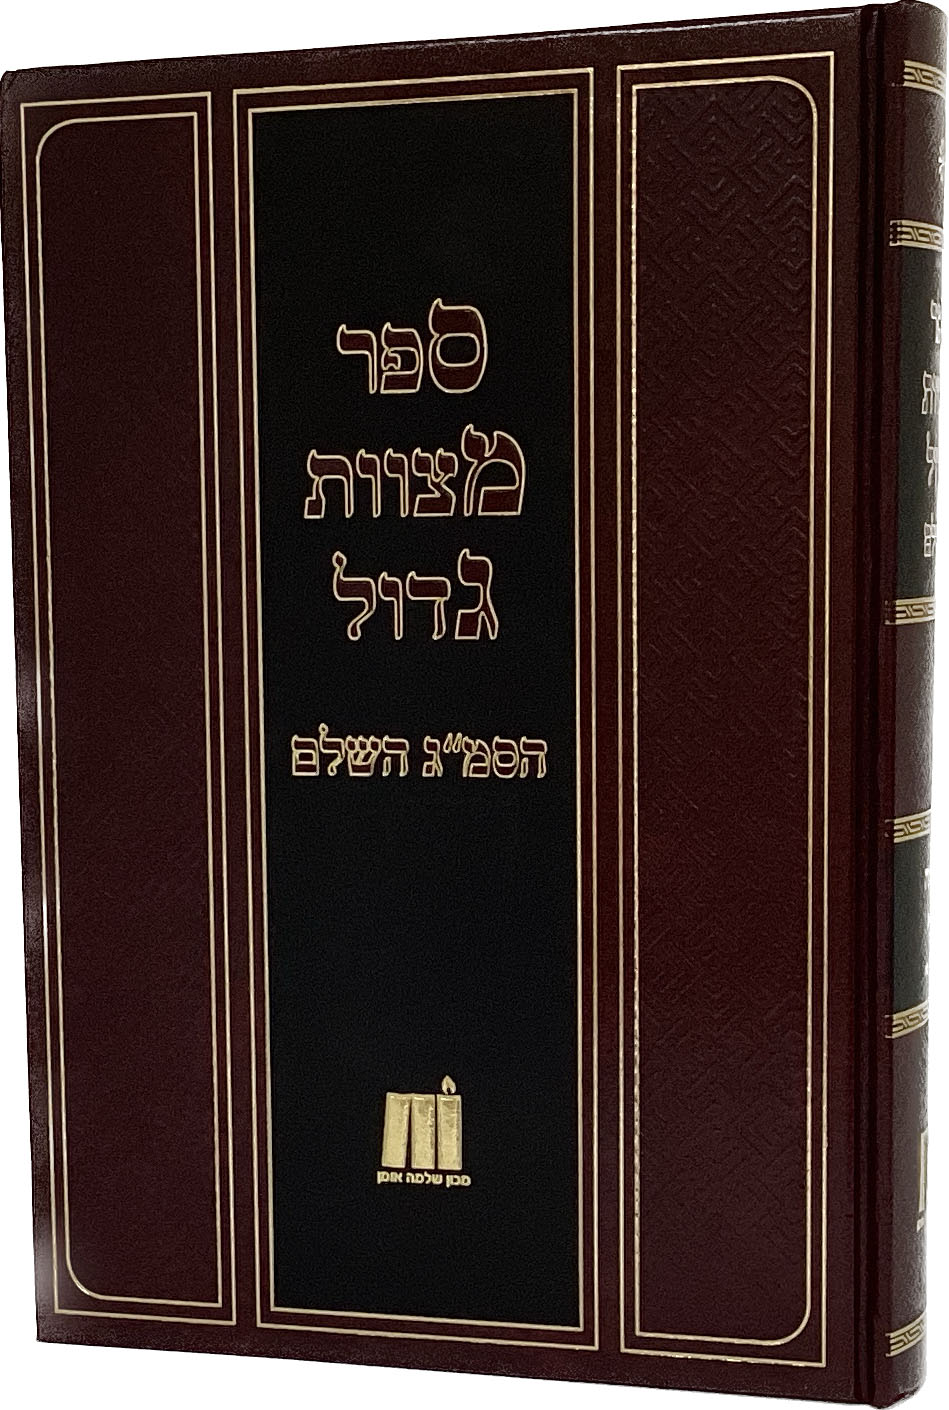 ספר
מצוות
גדול
הסמ"ג השלם
מכון שלמה אומן